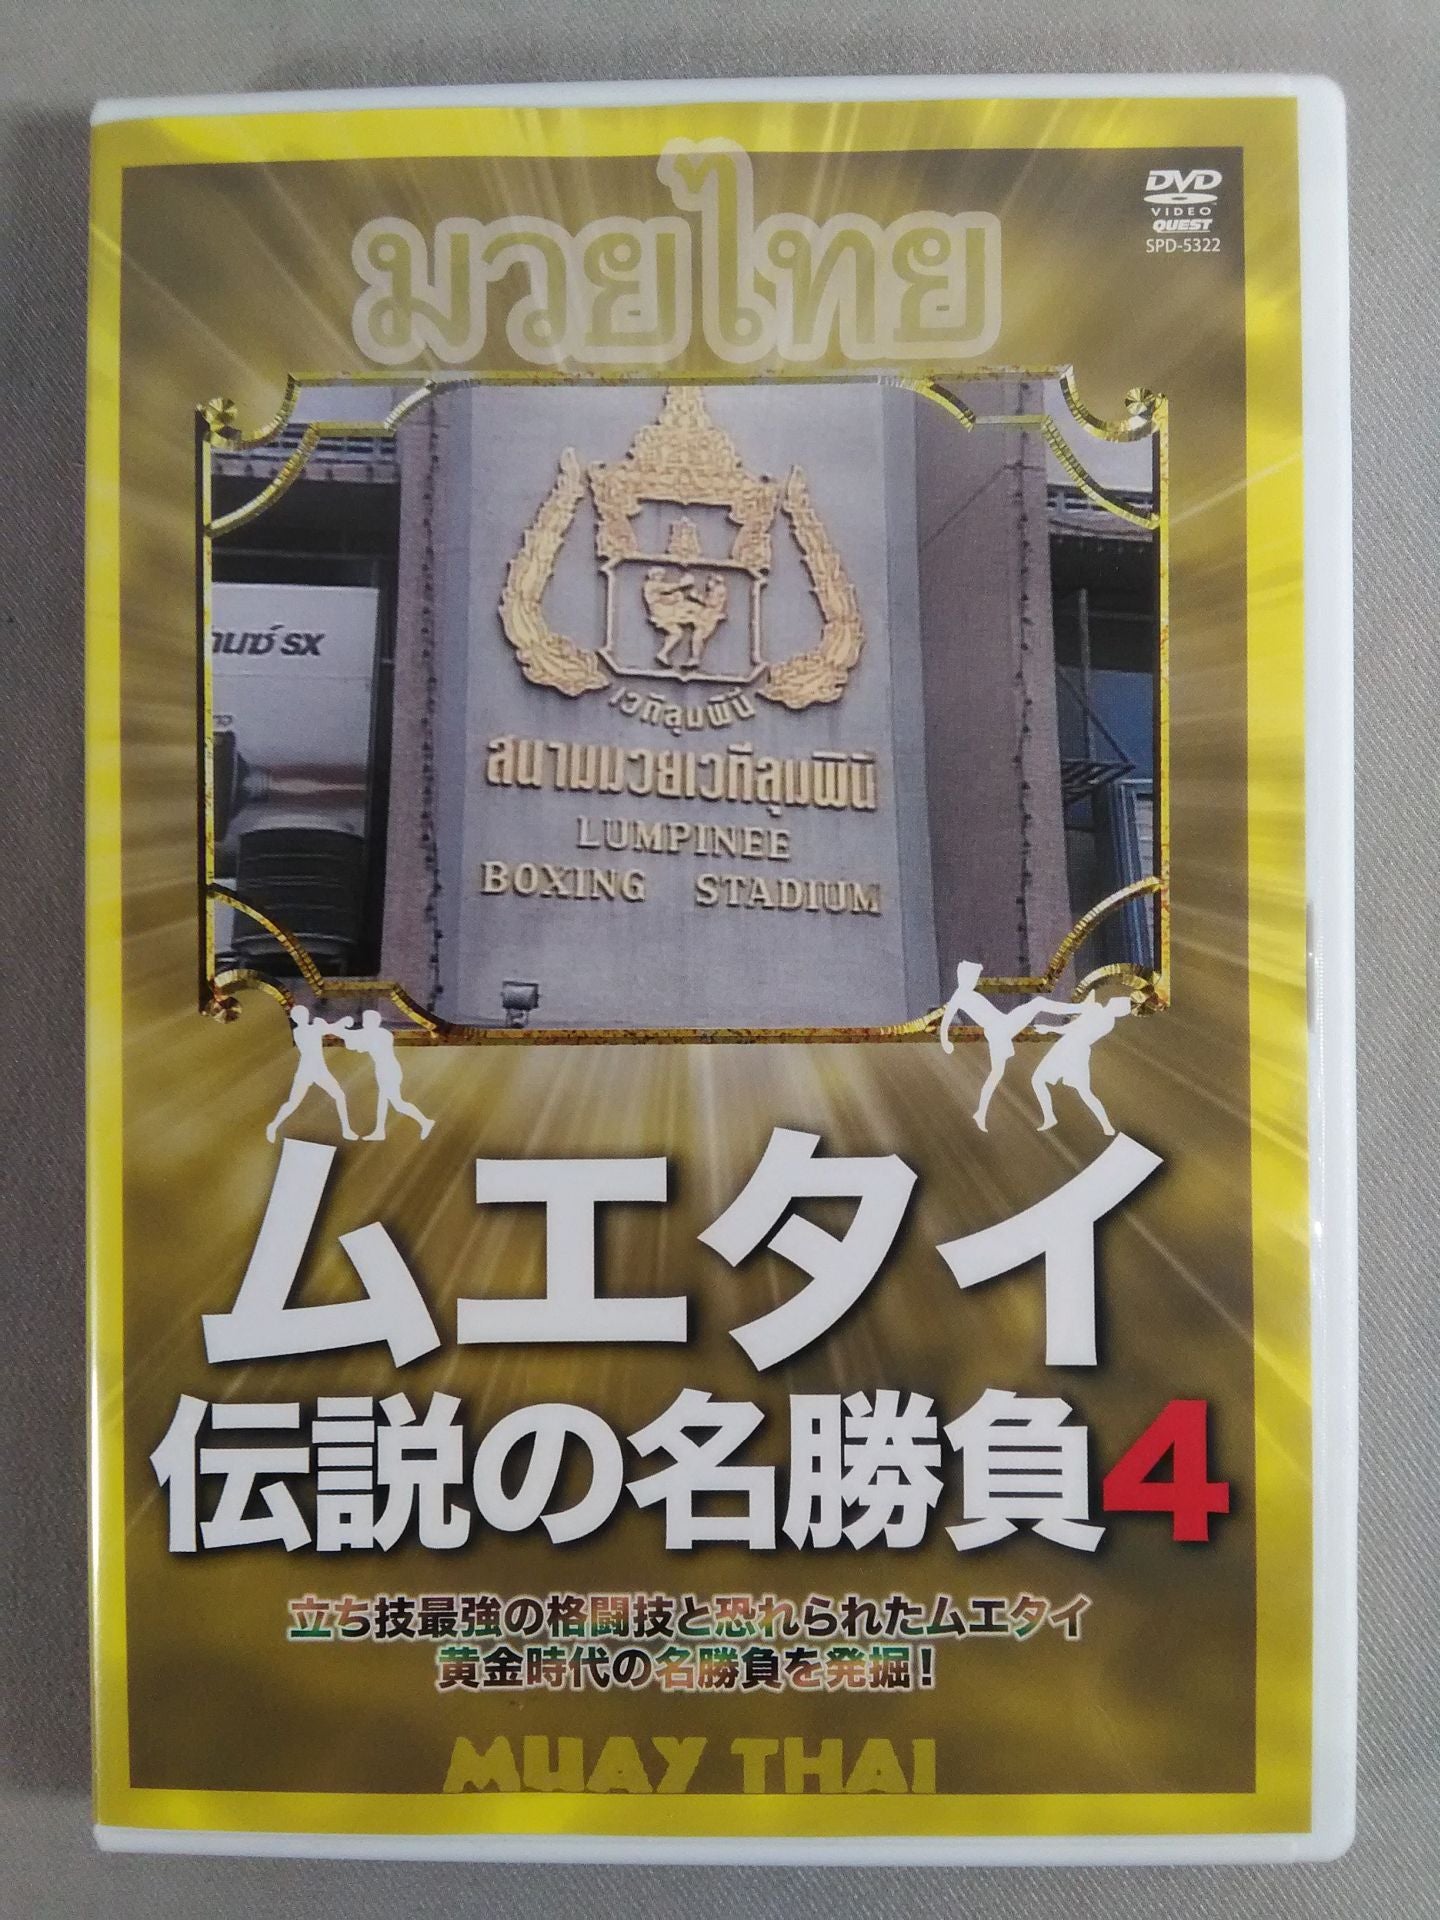 มวยไทย
DVD
VIDEO
QUEST
SPD-5322
SX
เวทีลุมพินี
สนามมวยเวทีลุมพินี
LUMPINEE
BOXING STADIUM
ムエタイ
伝説の名勝負4
立ち技最強の格闘技と恐れられたムエタイ
黄金時代の名勝負を発掘!
MUAY THAI